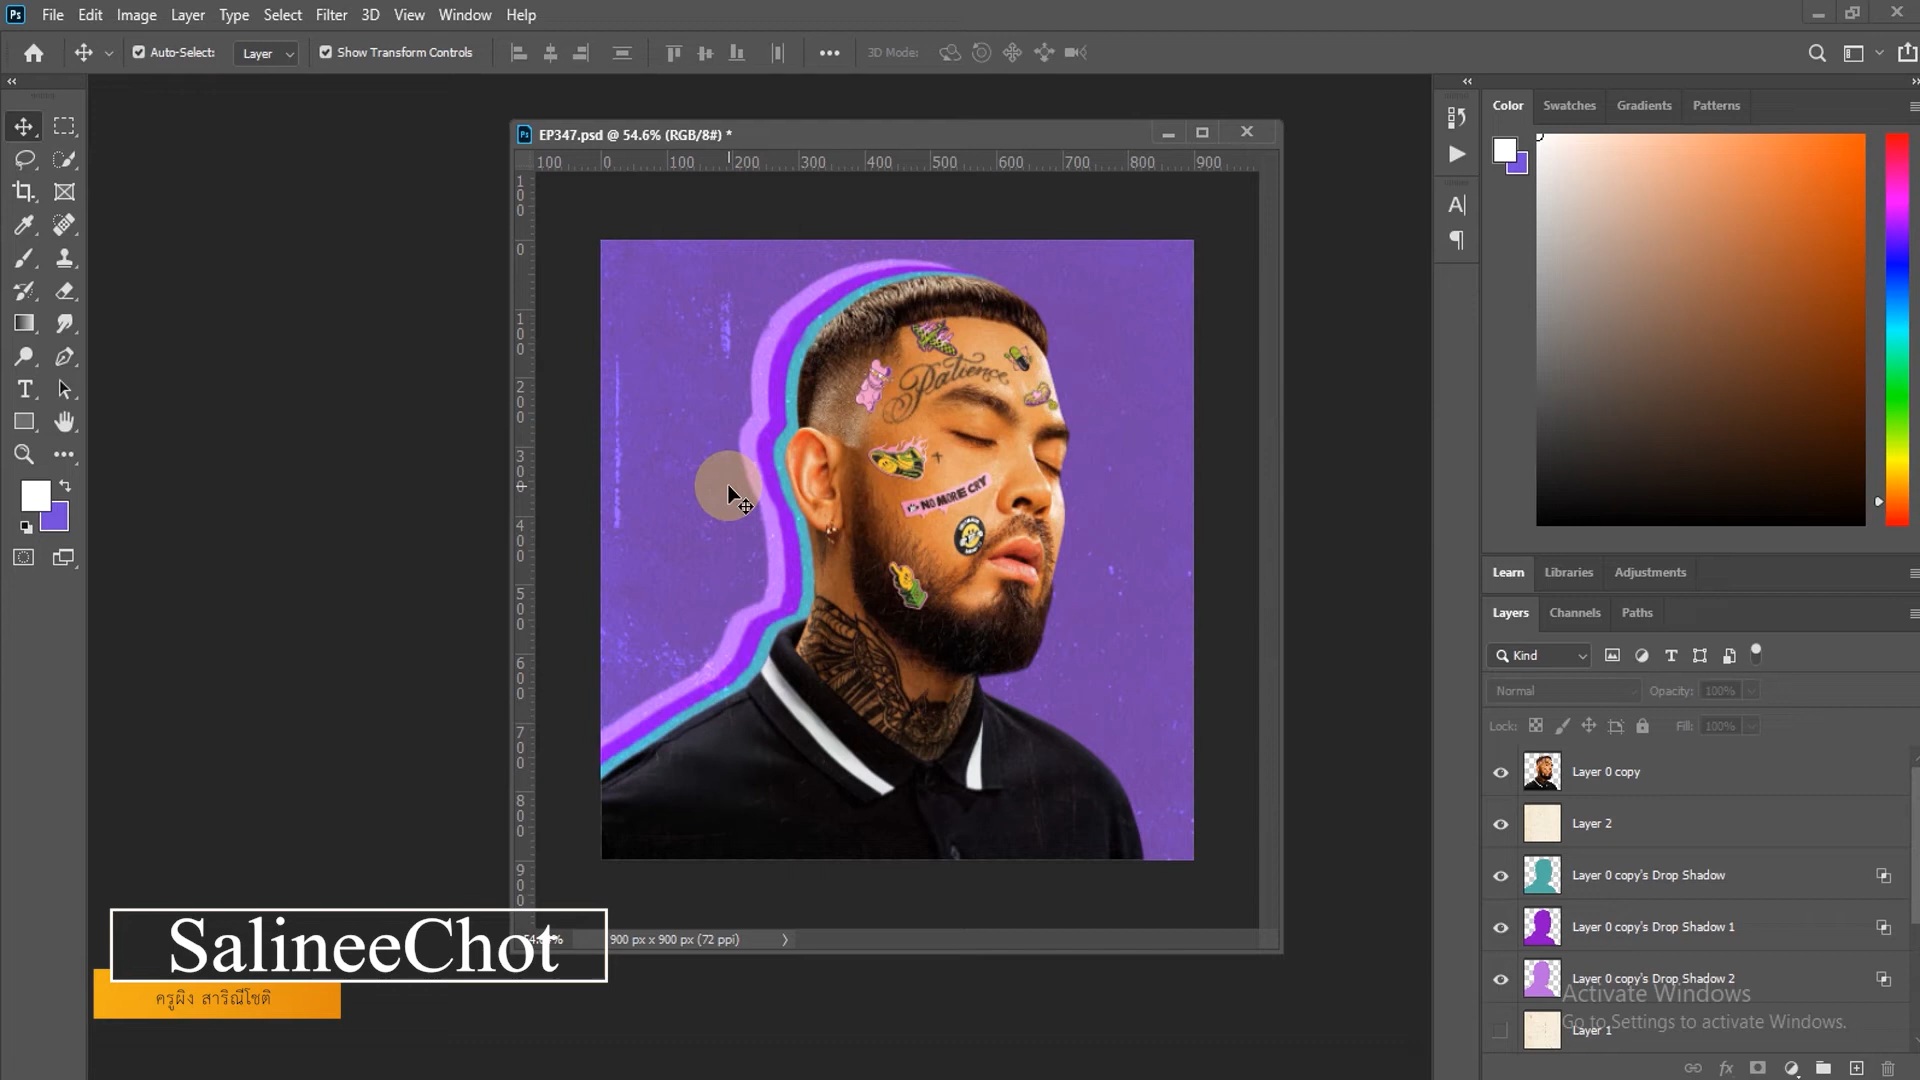 File Edit Image Layer Type Select Filter 3D View Window Help
Auto-Select: Layer Show Transform Controls 3D Mode:
EP347.psd @ 54.6% (RGB/8#) *
100 0 100 200 300 400 500 600 700 800 900
100
0
100
200
300
400
500
600
700
800
900
Patience
NO MORE CRY
900 px x 900 px (72 ppi)
SalineeChot
ครูผิง สาริณีโชติ
Color Swatches Gradients Patterns
Learn Libraries Adjustments
Layers Channels Paths
Kind
Normal Opacity: 100%
Lock: Fill: 100%
Layer 0 copy
Layer 2
Layer 0 copy's Drop Shadow
Layer 0 copy's Drop Shadow 1
Layer 0 copy's Drop Shadow 2
Layer 1
Activate Windows
Go to Settings to activate Windows.